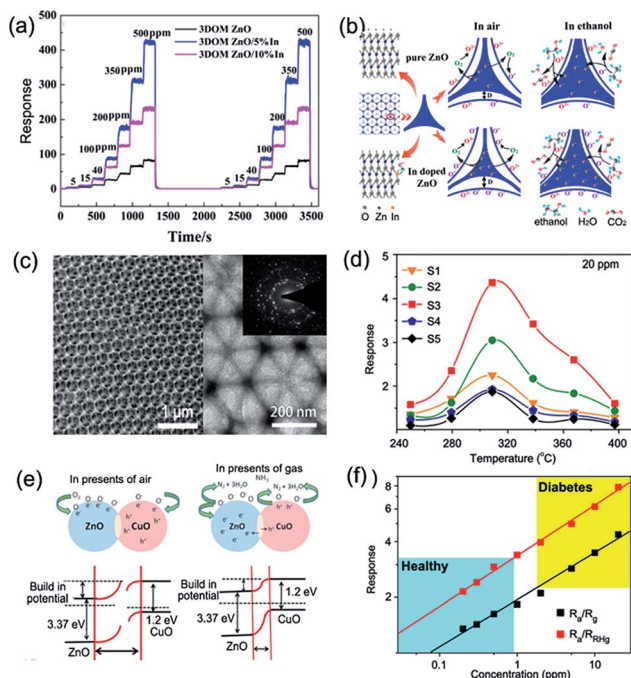 (a)
500
400
300
200
100
0
Response
3DOM ZnO
3DOM ZnO/5%In
3DOM ZnO/10%In
500ppm
350ppm
200ppm
100ppm
40
15
5
500
350
200
100
40
15
5
0 500 1000 1500 2000 2500 3000 3500
Time/s
(b)
In air
In ethanol
pure ZnO
In doped
ZnO
D
D
O Zn In
ethanol H₂O CO₂
(c)
1 μm
200 nm
(d)
20 ppm
S1
S2
S3
S4
S5
5
4
3
2
Response
240 280 320 360 400
Temperature (°C)
(e)
In presents of air
In presents of gas
NH₃
N₂ + 3H₂O
N₂ + 3H₂O
ZnO
CuO
ZnO
CuO
Build in
potential
3.37 eV
1.2 eV
CuO
ZnO
Build in
potential
3.37 eV
1.2 eV
CuO
ZnO
(f)
Diabetes
Healthy
8
6
4
2
Response
Rₐ/R_g
Rₐ/R_RHg
0.1 1 10
Concentration (ppm)